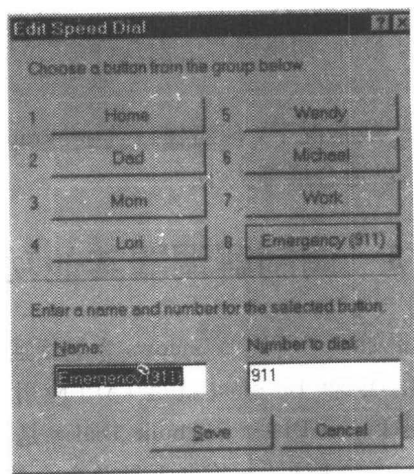 Edit Speed Dial
Choose a button from the group below.
1 Home 5 Wendy
2 Dad 6 Michael
3 Mom 7 Work
4 Lori 8 Emergency (911)
Enter a name and number for the selected button.
Name: Number to dial:
Emergency (911) 911
Save Cancel